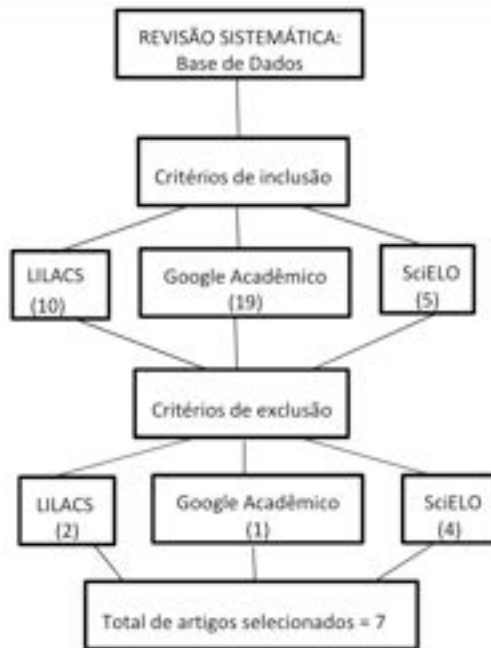 REVISÃO SISTEMÁTICA:
Base de Dados
Critérios de inclusão
LILACS
(10)
Google Acadêmico
(19)
SciELO
(5)
Critérios de exclusão
LILACS
(2)
Google Acadêmico
(1)
SciELO
(4)
Total de artigos selecionados = 7